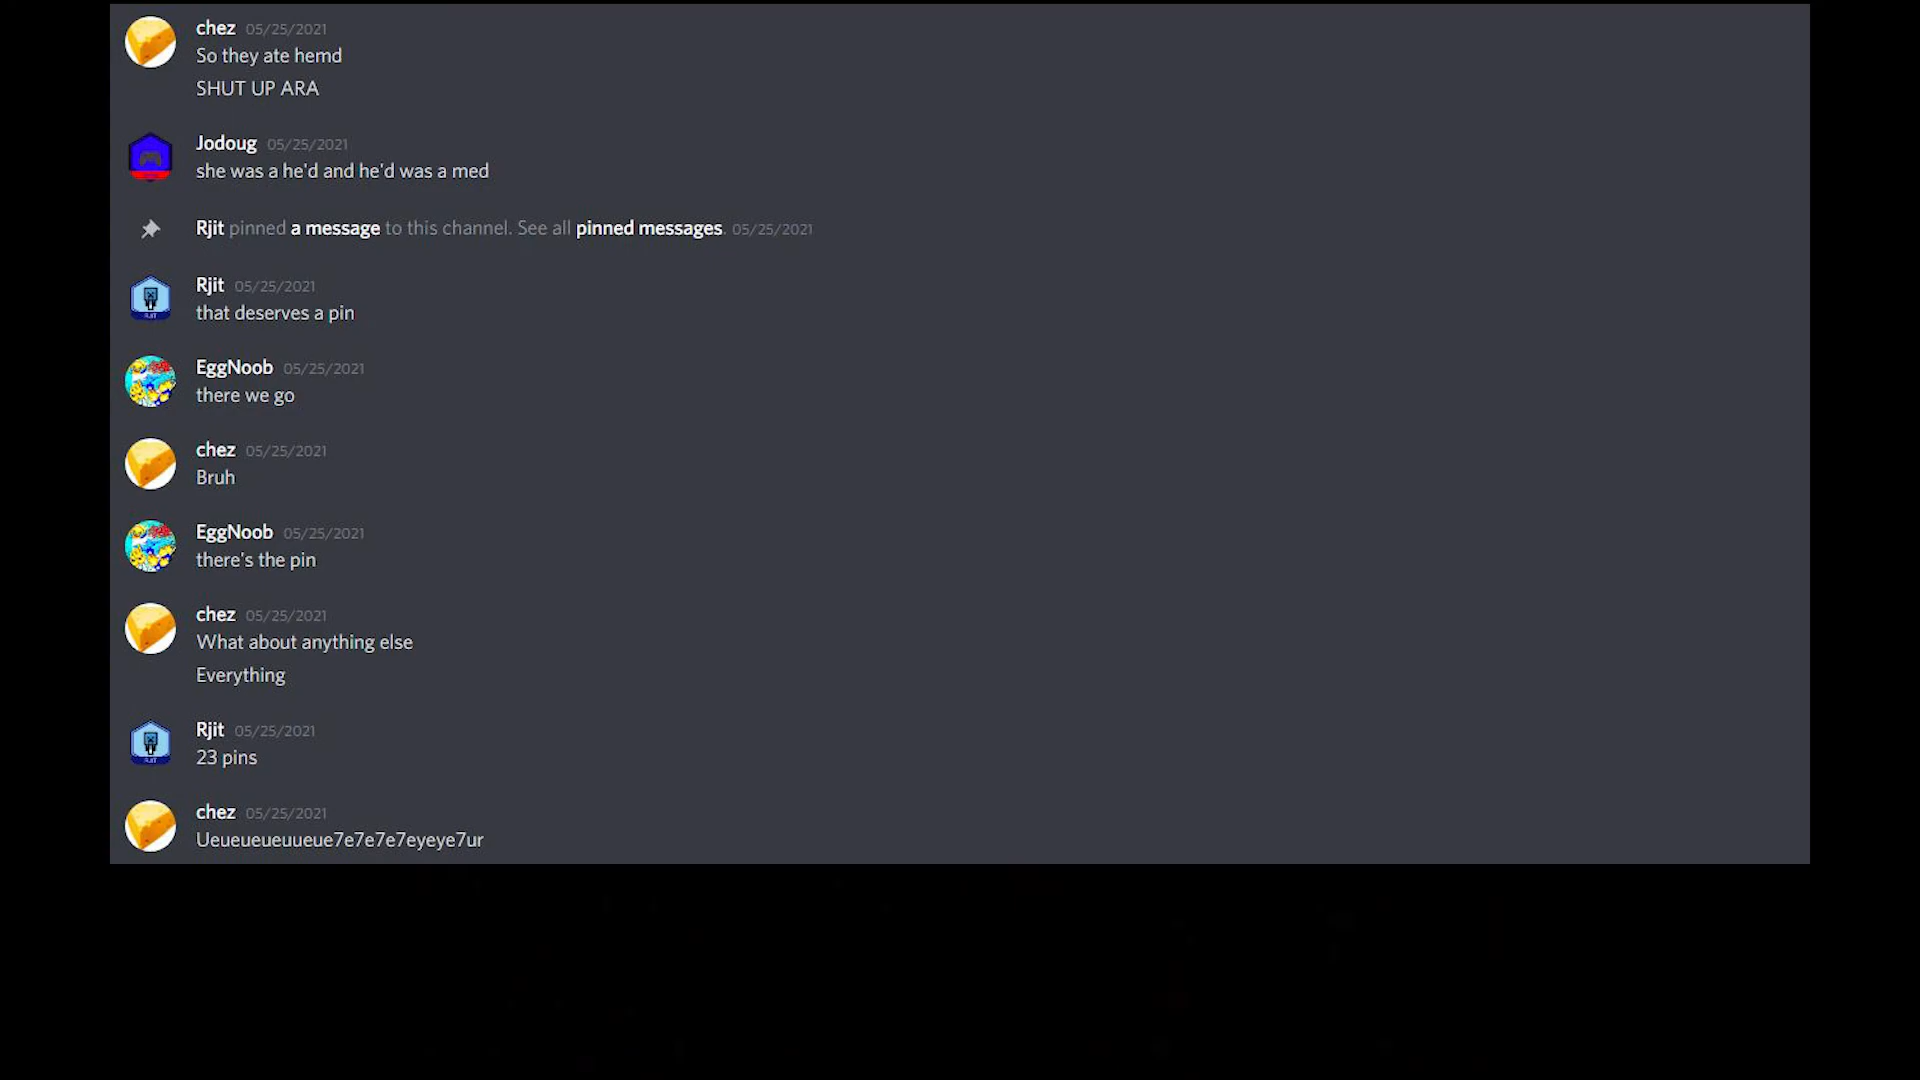 chez 05/25/2021
So they ate hemd
SHUT UP ARA
Jodoug 05/25/2021
she was a he'd and he'd was a med
Rjit pinned a message to this channel. See all pinned messages. 05/25/2021
Rjit 05/25/2021
that deserves a pin
EggNoob 05/25/2021
there we go
chez 05/25/2021
Bruh
EggNoob 05/25/2021
there's the pin
chez 05/25/2021
What about anything else
Everything
Rjit 05/25/2021
23 pins
chez 05/25/2021
Ueueueueuueue7e7e7e7eyeye7ur